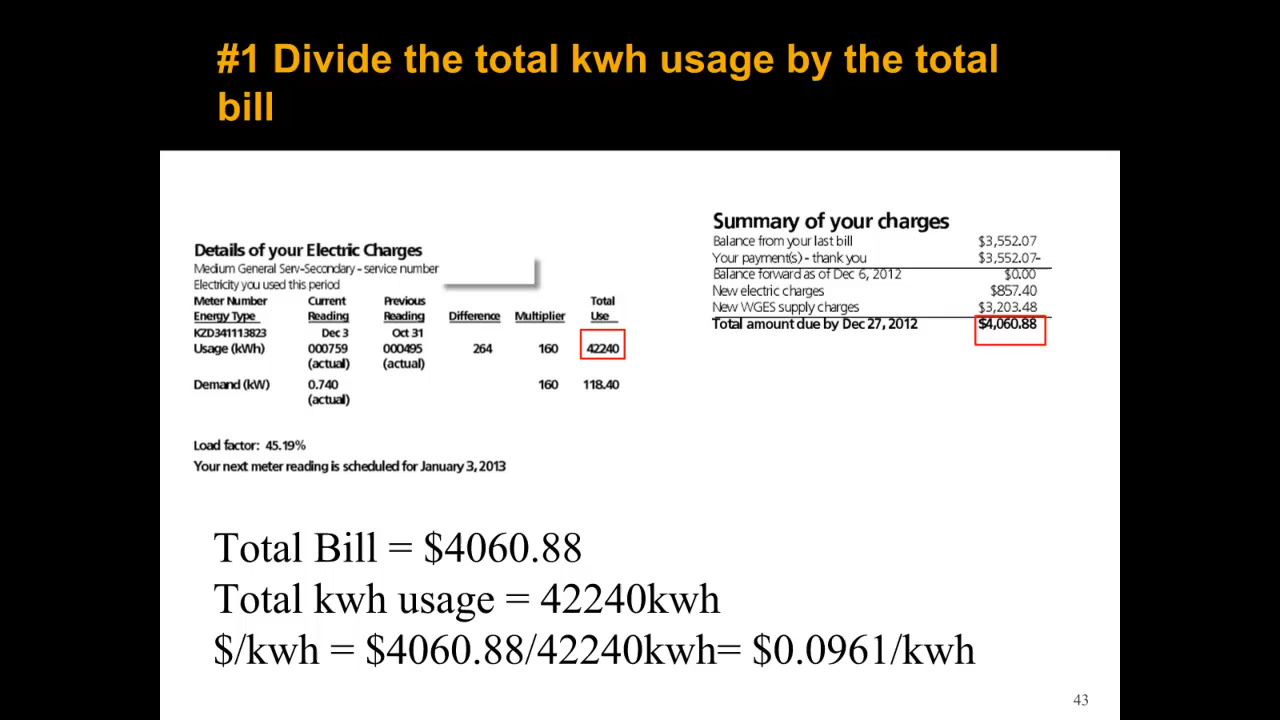 #1 Divide the total kwh usage by the total
bill
Details of your Electric Charges
Medium General Serv-Secondary - service number
Electricity you used this period
Meter Number Current Previous Total
Energy Type Reading Reading Difference Multiplier Use
KZD341113823 Dec 3 Oct 31
Usage (kWh) 000759 000495 264 160 42240
(actual) (actual)
Demand (kW) 0.740 160 118.40
(actual)
Load factor: 45.19%
Your next meter reading is scheduled for January 3, 2013
Summary of your charges
Balance from your last bill $3,552.07
Your payment(s) - thank you $3,552.07-
Balance forward as of Dec 6, 2012 $0.00
New electric charges $857.40
New WGES supply charges $3,203.48
Total amount due by Dec 27, 2012 $4,060.88
Total Bill = $4060.88
Total kwh usage = 42240kwh
$/kwh = $4060.88/42240kwh= $0.0961/kwh
43